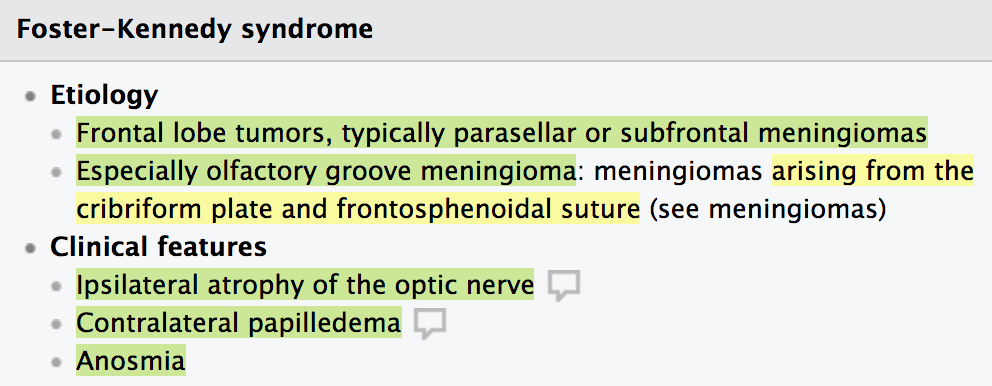 Foster–Kennedy syndrome
Etiology
Frontal lobe tumors, typically parasellar or subfrontal meningiomas
Especially olfactory groove meningioma: meningiomas arising from the
cribriform plate and frontosphenoidal suture (see meningiomas)
Clinical features
Ipsilateral atrophy of the optic nerve
Contralateral papilledema
Anosmia